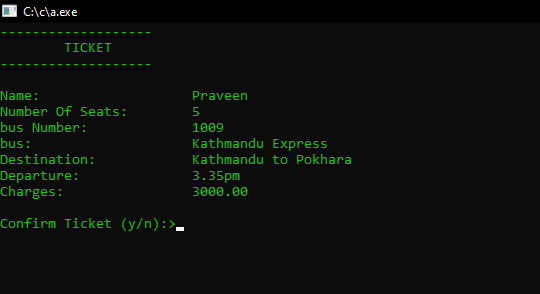 C:\c\a.exe
-------------------
TICKET
-------------------
Name: Praveen
Number Of Seats: 5
bus Number: 1009
bus: Kathmandu Express
Destination: Kathmandu to Pokhara
Departure: 3.35pm
Charges: 3000.00
Confirm Ticket (y/n):>